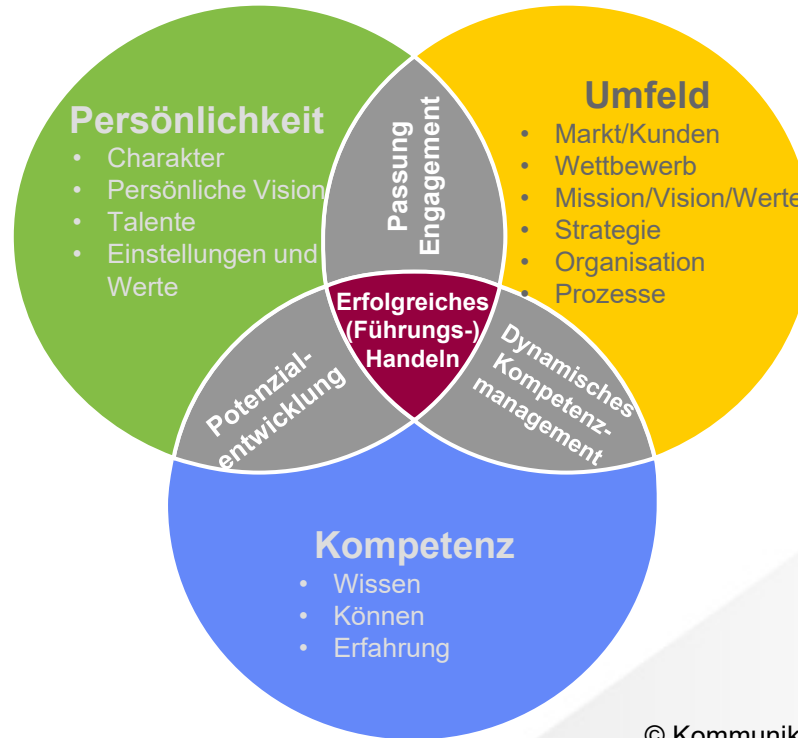 Persönlichkeit
• Charakter
• Persönliche Vision
• Talente
• Einstellungen und
Werte
Passung
Engagement
Umfeld
• Markt/Kunden
• Wettbewerb
• Mission/Vision/Werte
• Strategie
• Organisation
• Prozesse
Erfolgreiches
(Führungs-)
Handeln
Potenzial-
entwicklung
Dynamisches
Kompetenz-
management
Kompetenz
• Wissen
• Können
• Erfahrung
© Kommunik